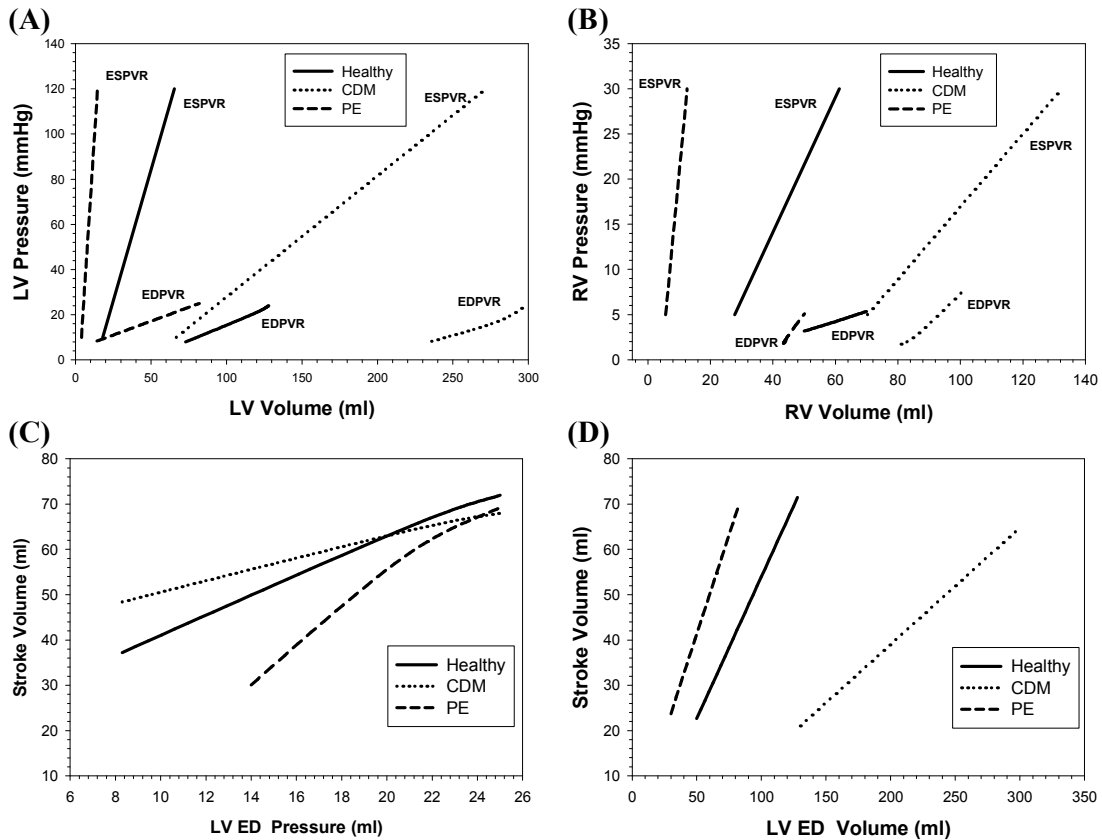 (A)
140
120
100
80
60
40
20
0
LV Pressure (mmHg)
0 50 100 150 200 250 300
LV Volume (ml)
Healthy
CDM
PE
ESPVR
ESPVR
ESPVR
EDPVR
EDPVR
EDPVR
(B)
35
30
25
20
15
10
5
0
RV Pressure (mmHg)
0 20 40 60 80 100 120 140
RV Volume (ml)
Healthy
CDM
PE
ESPVR
ESPVR
ESPVR
EDPVR
EDPVR
EDPVR
(C)
80
70
60
50
40
30
20
10
Stroke Volume (ml)
6 8 10 12 14 16 18 20 22 24 26
LV ED Pressure (ml)
Healthy
CDM
PE
(D)
80
70
60
50
40
30
20
10
Stroke Volume (ml)
0 50 100 150 200 250 300 350
LV ED Volume (ml)
Healthy
CDM
PE